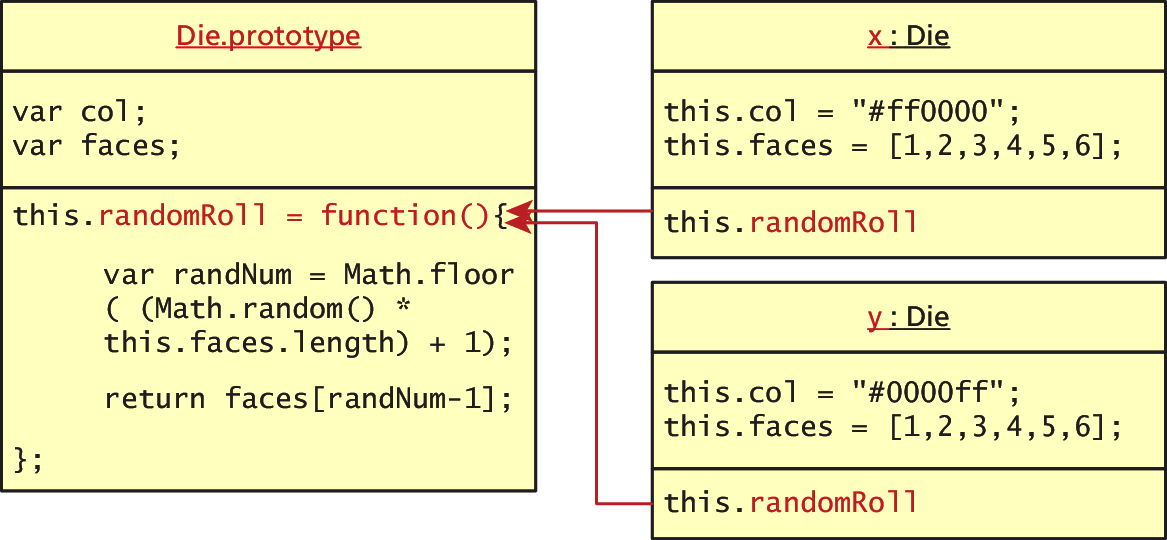 Die.prototype
var col;
var faces;
this.randomRoll = function(){
var randNum = Math.floor
( (Math.random() *
this.faces.length) + 1);
return faces[randNum-1];
};
x : Die
this.col = "#ff0000";
this.faces = [1,2,3,4,5,6];
this.randomRoll
y : Die
this.col = "#0000ff";
this.faces = [1,2,3,4,5,6];
this.randomRoll